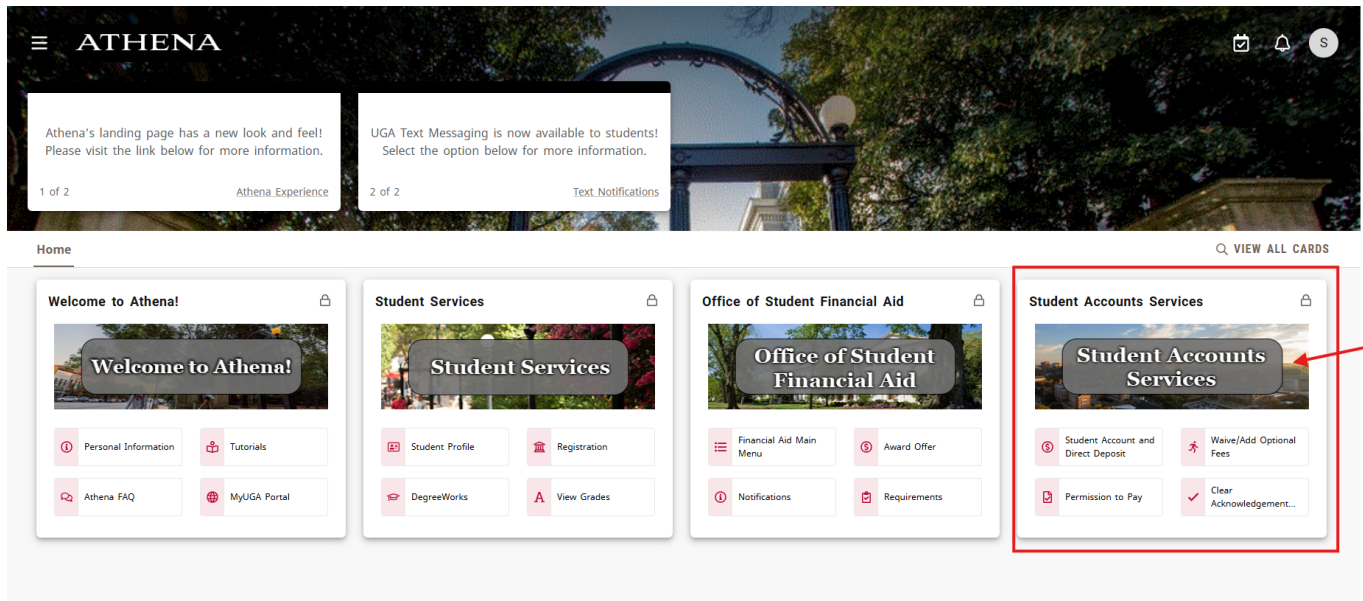 ATHENA
S
Athena's landing page has a new look and feel!
Please visit the link below for more information.
1 of 2
Athena Experience
UGA Text Messaging is now available to students!
Select the option below for more information.
2 of 2
Text Notifications
Home
VIEW ALL CARDS
Welcome to Athena!
Welcome to Athena!
Personal Information
Tutorials
Athena FAQ
MyUGA Portal
Student Services
Student Services
Student Profile
Registration
DegreeWorks
A
View Grades
Office of Student Financial Aid
Office of Student
Financial Aid
Financial Aid Main
Menu
Award Offer
Notifications
Requirements
Student Accounts Services
Student Accounts
Services
Student Account and
Direct Deposit
Waive/Add Optional
Fees
Permission to Pay
Clear
Acknowledgement...